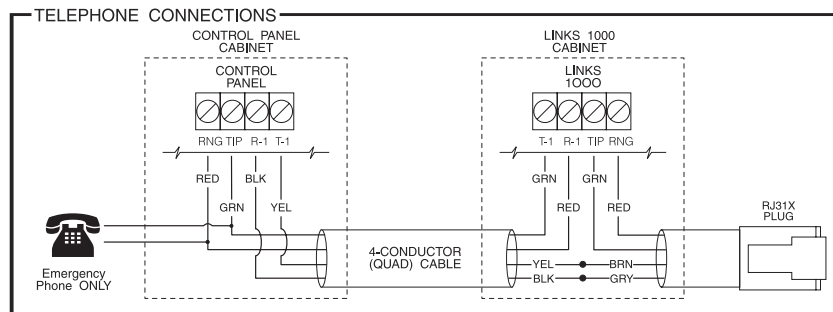 TELEPHONE CONNECTIONS
CONTROL PANEL
CABINET
LINKS 1000
CABINET
CONTROL
PANEL
LINKS
1000
RNG TIP R-1 T-1
T-1 R-1 TIP RNG
RED BLK
GRN YEL
GRN GRN
RED RED
RJ31X
PLUG
4-CONDUCTOR
(QUAD) CABLE
YEL BRN
BLK GRY
Emergency
Phone ONLY